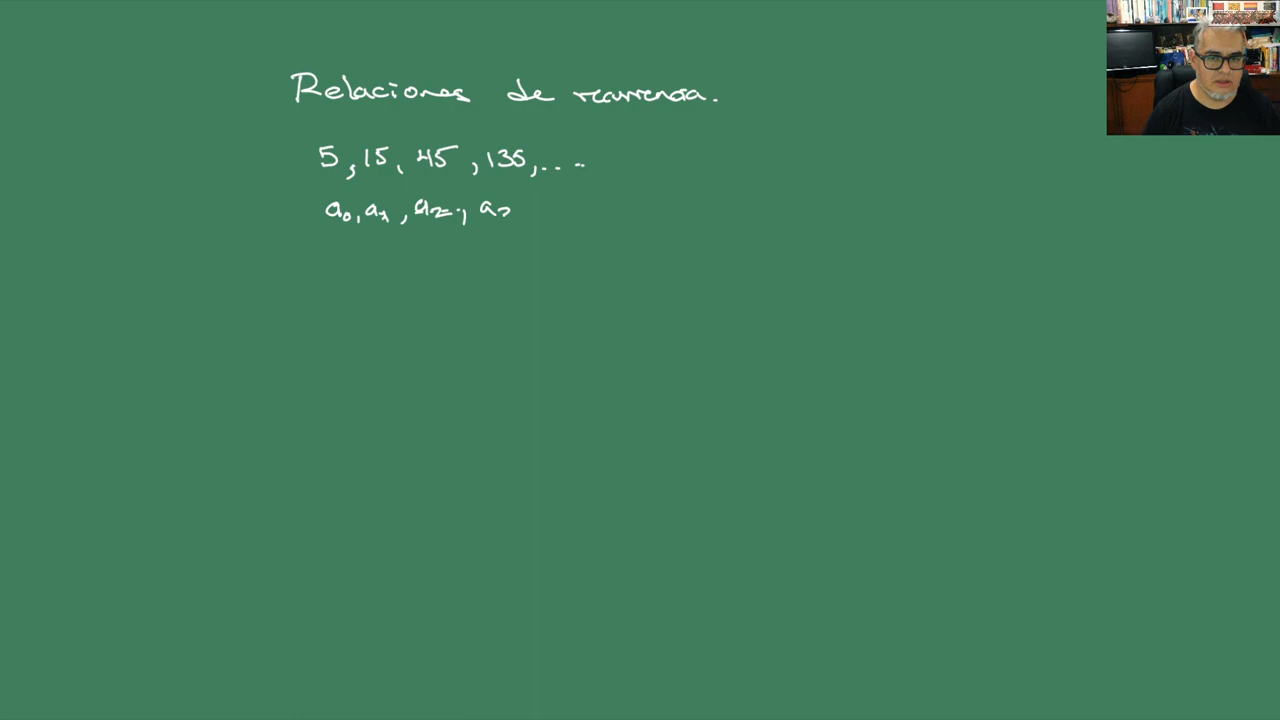 Relaciones de recurrencia.
5, 15, 45, 135, ....
a₀, a₁, a₂, a₃